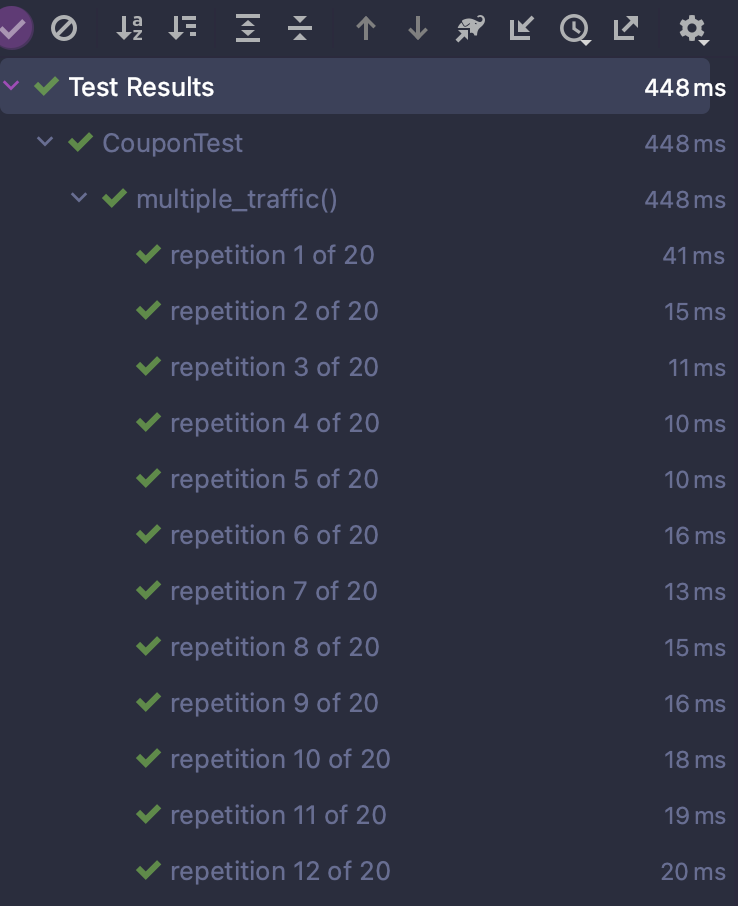 Test Results 448 ms
CouponTest 448 ms
multiple_traffic() 448 ms
repetition 1 of 20 41 ms
repetition 2 of 20 15 ms
repetition 3 of 20 11 ms
repetition 4 of 20 10 ms
repetition 5 of 20 10 ms
repetition 6 of 20 16 ms
repetition 7 of 20 13 ms
repetition 8 of 20 15 ms
repetition 9 of 20 16 ms
repetition 10 of 20 18 ms
repetition 11 of 20 19 ms
repetition 12 of 20 20 ms